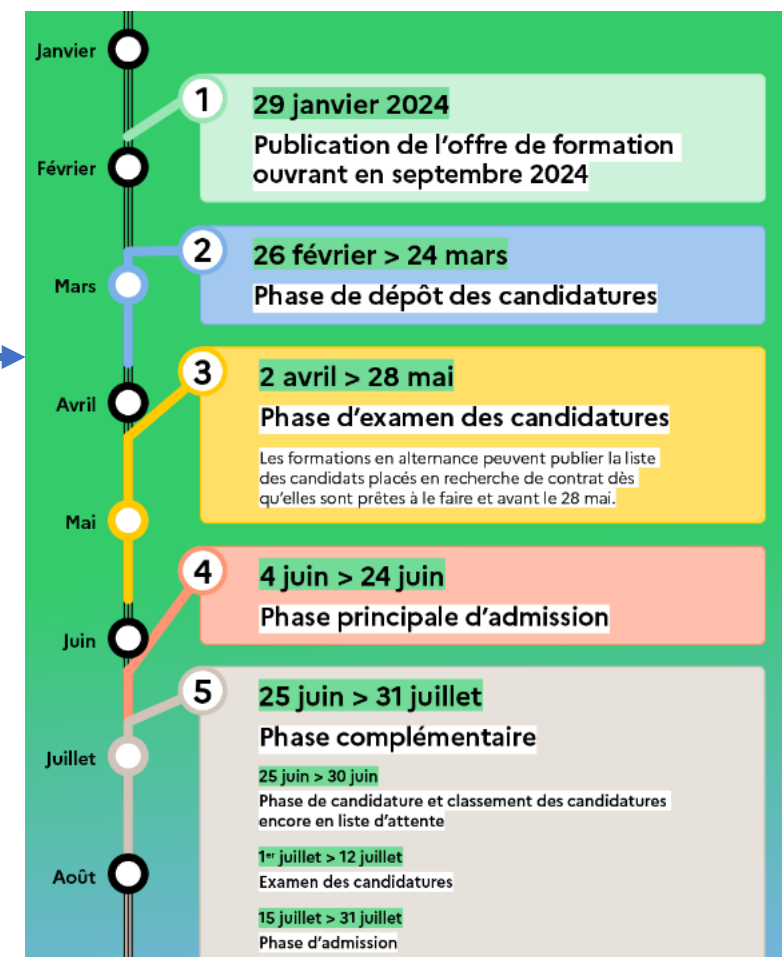 Janvier
1
29 janvier 2024
Publication de l'offre de formation
ouvrant en septembre 2024
Février
2
26 février > 24 mars
Phase de dépôt des candidatures
Mars
3
2 avril > 28 mai
Phase d'examen des candidatures
Les formations en alternance peuvent publier la liste
des candidats placés en recherche de contrat dès
qu'elles sont prêtes à le faire et avant le 28 mai.
Avril
Mai
4
4 juin > 24 juin
Phase principale d'admission
Juin
5
25 juin > 31 juillet
Phase complémentaire
25 juin > 30 juin
Phase de candidature et classement des candidatures
encore en liste d'attente
1er juillet > 12 juillet
Examen des candidatures
15 juillet > 31 juillet
Phase d'admission
Juillet
Août